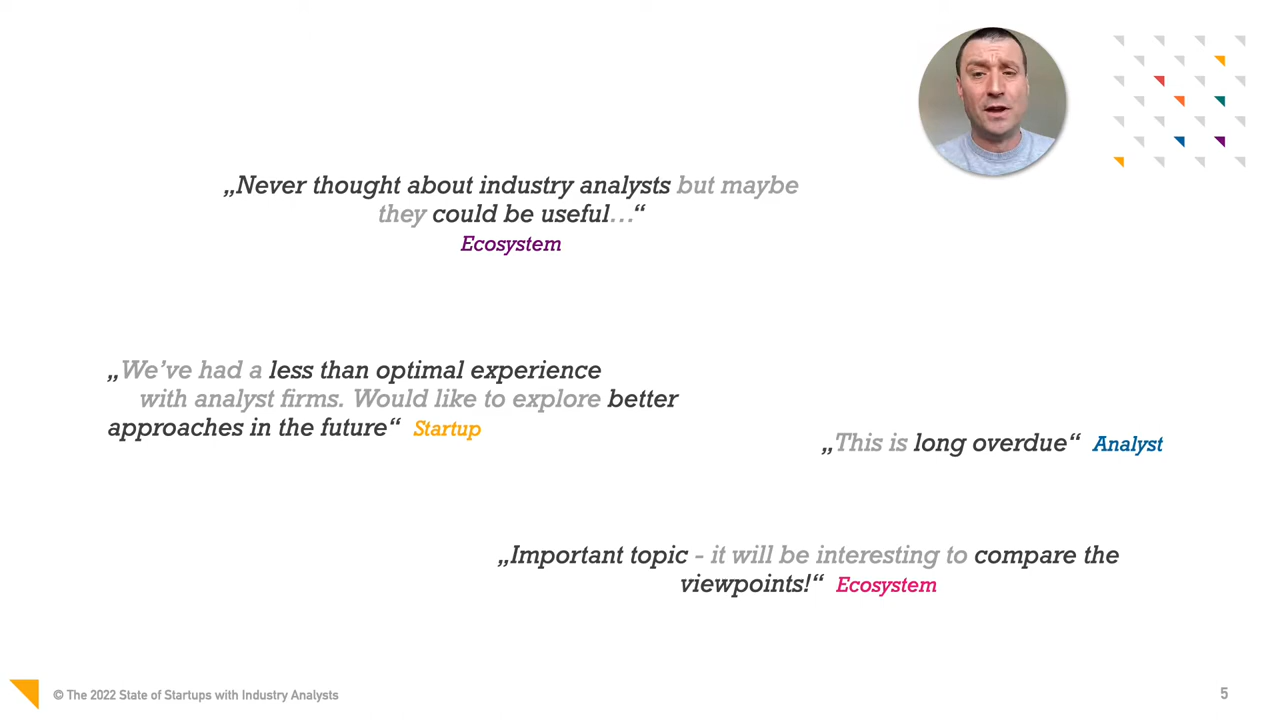 „Never thought about industry analysts but maybe
they could be useful…“
Ecosystem
„We’ve had a less than optimal experience
with analyst firms. Would like to explore better
approaches in the future“ Startup
„This is long overdue“ Analyst
„Important topic - it will be interesting to compare the
viewpoints!“ Ecosystem
© The 2022 State of Startups with Industry Analysts
5